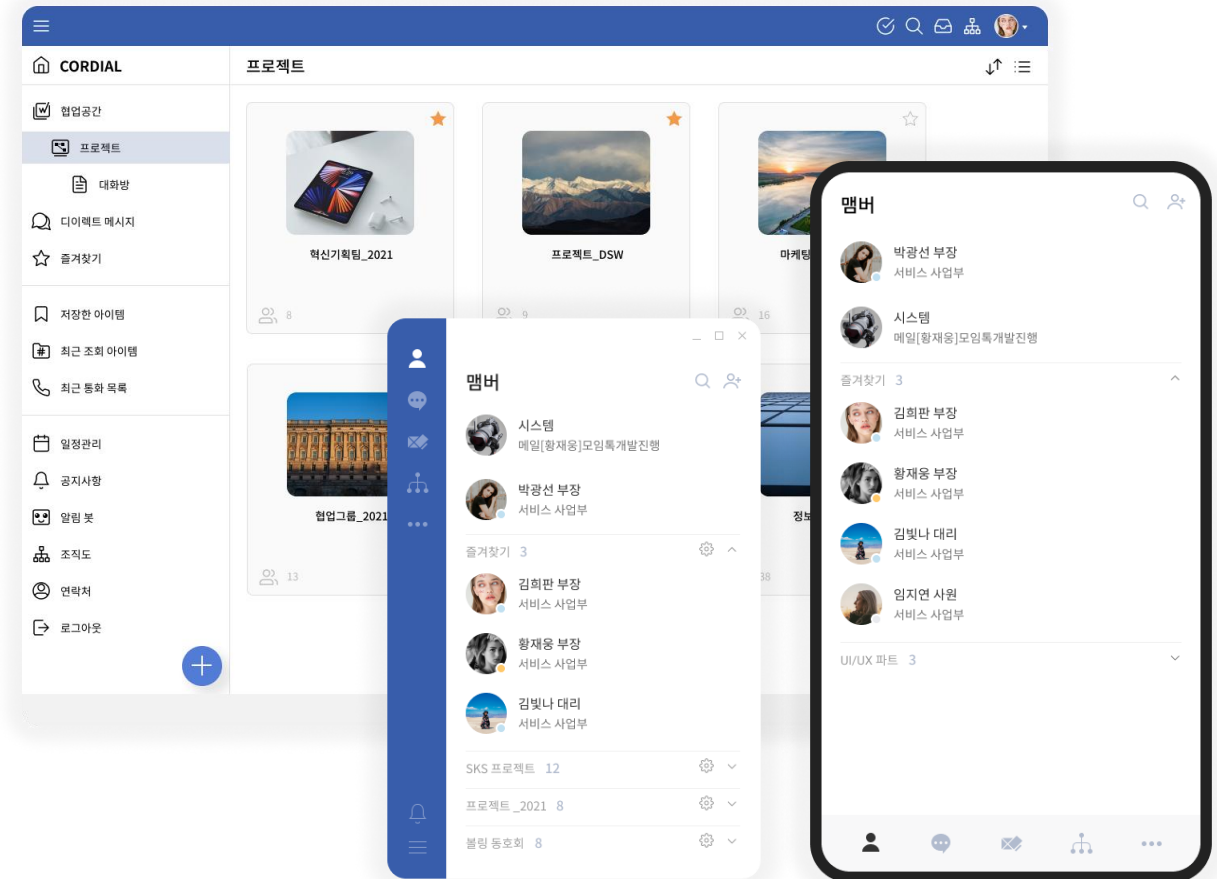 CORDIAL
협업공간
프로젝트
대화방
디이렉트 메시지
즐겨찾기
저장한 아이템
최근 조회 아이템
최근 통화 목록
일정관리
공지사항
알림 봇
조직도
연락처
로그아웃
프로젝트
혁신기획팀_2021
8
프로젝트_DSW
9
마케팅
16
협업그룹_2021
13
정보
38
맴버
시스템
메일[황재웅]모임톡개발진행
박광선 부장
서비스 사업부
즐겨찾기 3
김희판 부장
서비스 사업부
황재웅 부장
서비스 사업부
김빛나 대리
서비스 사업부
SKS 프로젝트 12
프로젝트 _2021 8
볼링 동호회 8
맴버
박광선 부장
서비스 사업부
시스템
메일[황재웅]모임톡개발진행
즐겨찾기 3
김희판 부장
서비스 사업부
황재웅 부장
서비스 사업부
김빛나 대리
서비스 사업부
임지연 사원
서비스 사업부
UI/UX 파트 3